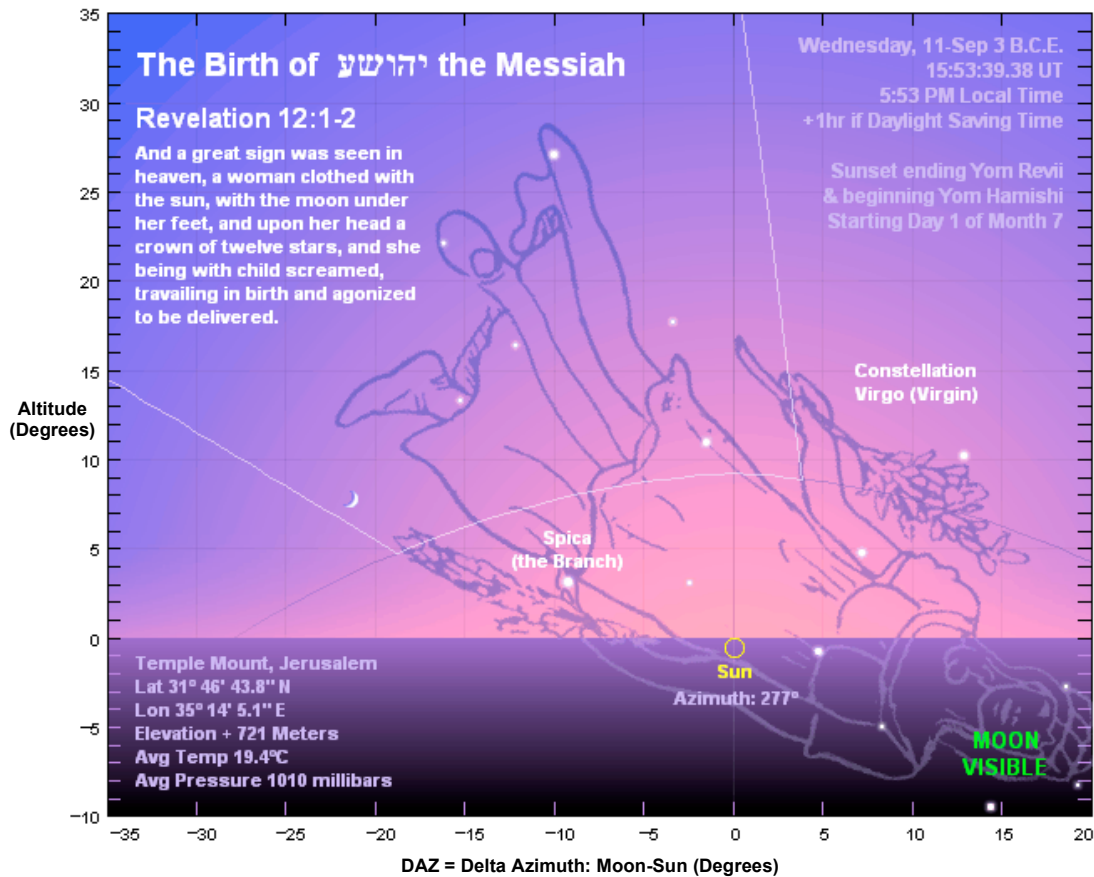 The Birth of יהושע the Messiah
Revelation 12:1-2
And a great sign was seen in
heaven, a woman clothed with
the sun, with the moon under
her feet, and upon her head a
crown of twelve stars, and she
being with child screamed,
travailing in birth and agonized
to be delivered.
Wednesday, 11-Sep 3 B.C.E.
15:53:39.38 UT
5:53 PM Local Time
+1hr if Daylight Saving Time
Sunset ending Yom Revii
& beginning Yom Hamishi
Starting Day 1 of Month 7
Constellation
Virgo (Virgin)
Spica
(the Branch)
Sun
Azimuth: 277°
MOON
VISIBLE
Temple Mount, Jerusalem
Lat 31° 46' 43.8" N
Lon 35° 14' 5.1" E
Elevation + 721 Meters
Avg Temp 19.4ºC
Avg Pressure 1010 millibars
Altitude
(Degrees)
35
30
25
20
15
10
5
0
−5
−10
−35 −30 −25 −20 −15 −10 −5 0 5 10 15 20
DAZ = Delta Azimuth: Moon-Sun (Degrees)